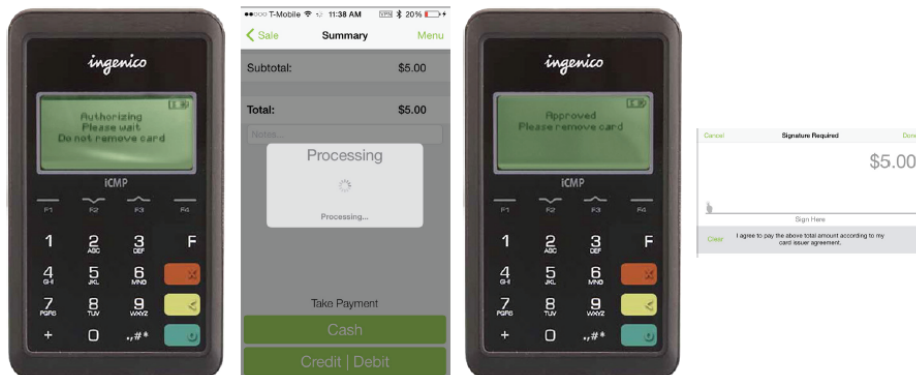 ingenico
Authorizing
Please wait
Do not remove card
iCMP
F1 F2 F3 F4
1 2 3 F
ABC DEF
4 5 6
GHI JKL MNO
7 8 9
PQRS TUV WXYZ
+ 0 .,#*
T-Mobile 11:38 AM VPN 20%
Sale Summary Menu
Subtotal: $5.00
Total: $5.00
Notes...
Processing
Processing...
Take Payment
Cash
Credit | Debit
ingenico
Approved
Please remove card
iCMP
F1 F2 F3 F4
1 2 3 F
ABC DEF
4 5 6
GHI JKL MNO
7 8 9
PQRS TUV WXYZ
+ 0 .,#*
Cancel Signature Required Done
$5.00
Sign Here
Clear I agree to pay the above total amount according to my
card issuer agreement.